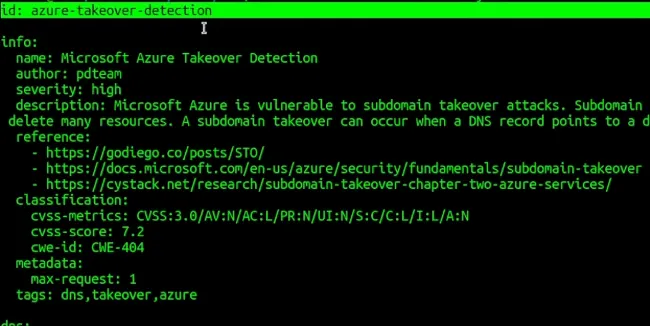 id: azure-takeover-detection
info:
name: Microsoft Azure Takeover Detection
author: pdteam
severity: high
description: Microsoft Azure is vulnerable to subdomain takeover attacks. Subdomain
delete many resources. A subdomain takeover can occur when a DNS record points to a d
reference:
- https://godiego.co/posts/STO/
- https://docs.microsoft.com/en-us/azure/security/fundamentals/subdomain-takeover
- https://cystack.net/research/subdomain-takeover-chapter-two-azure-services/
classification:
cvss-metrics: CVSS:3.0/AV:N/AC:L/PR:N/UI:N/S:C/C:L/I:L/A:N
cvss-score: 7.2
cwe-id: CWE-404
metadata:
max-request: 1
tags: dns,takeover,azure
dns: